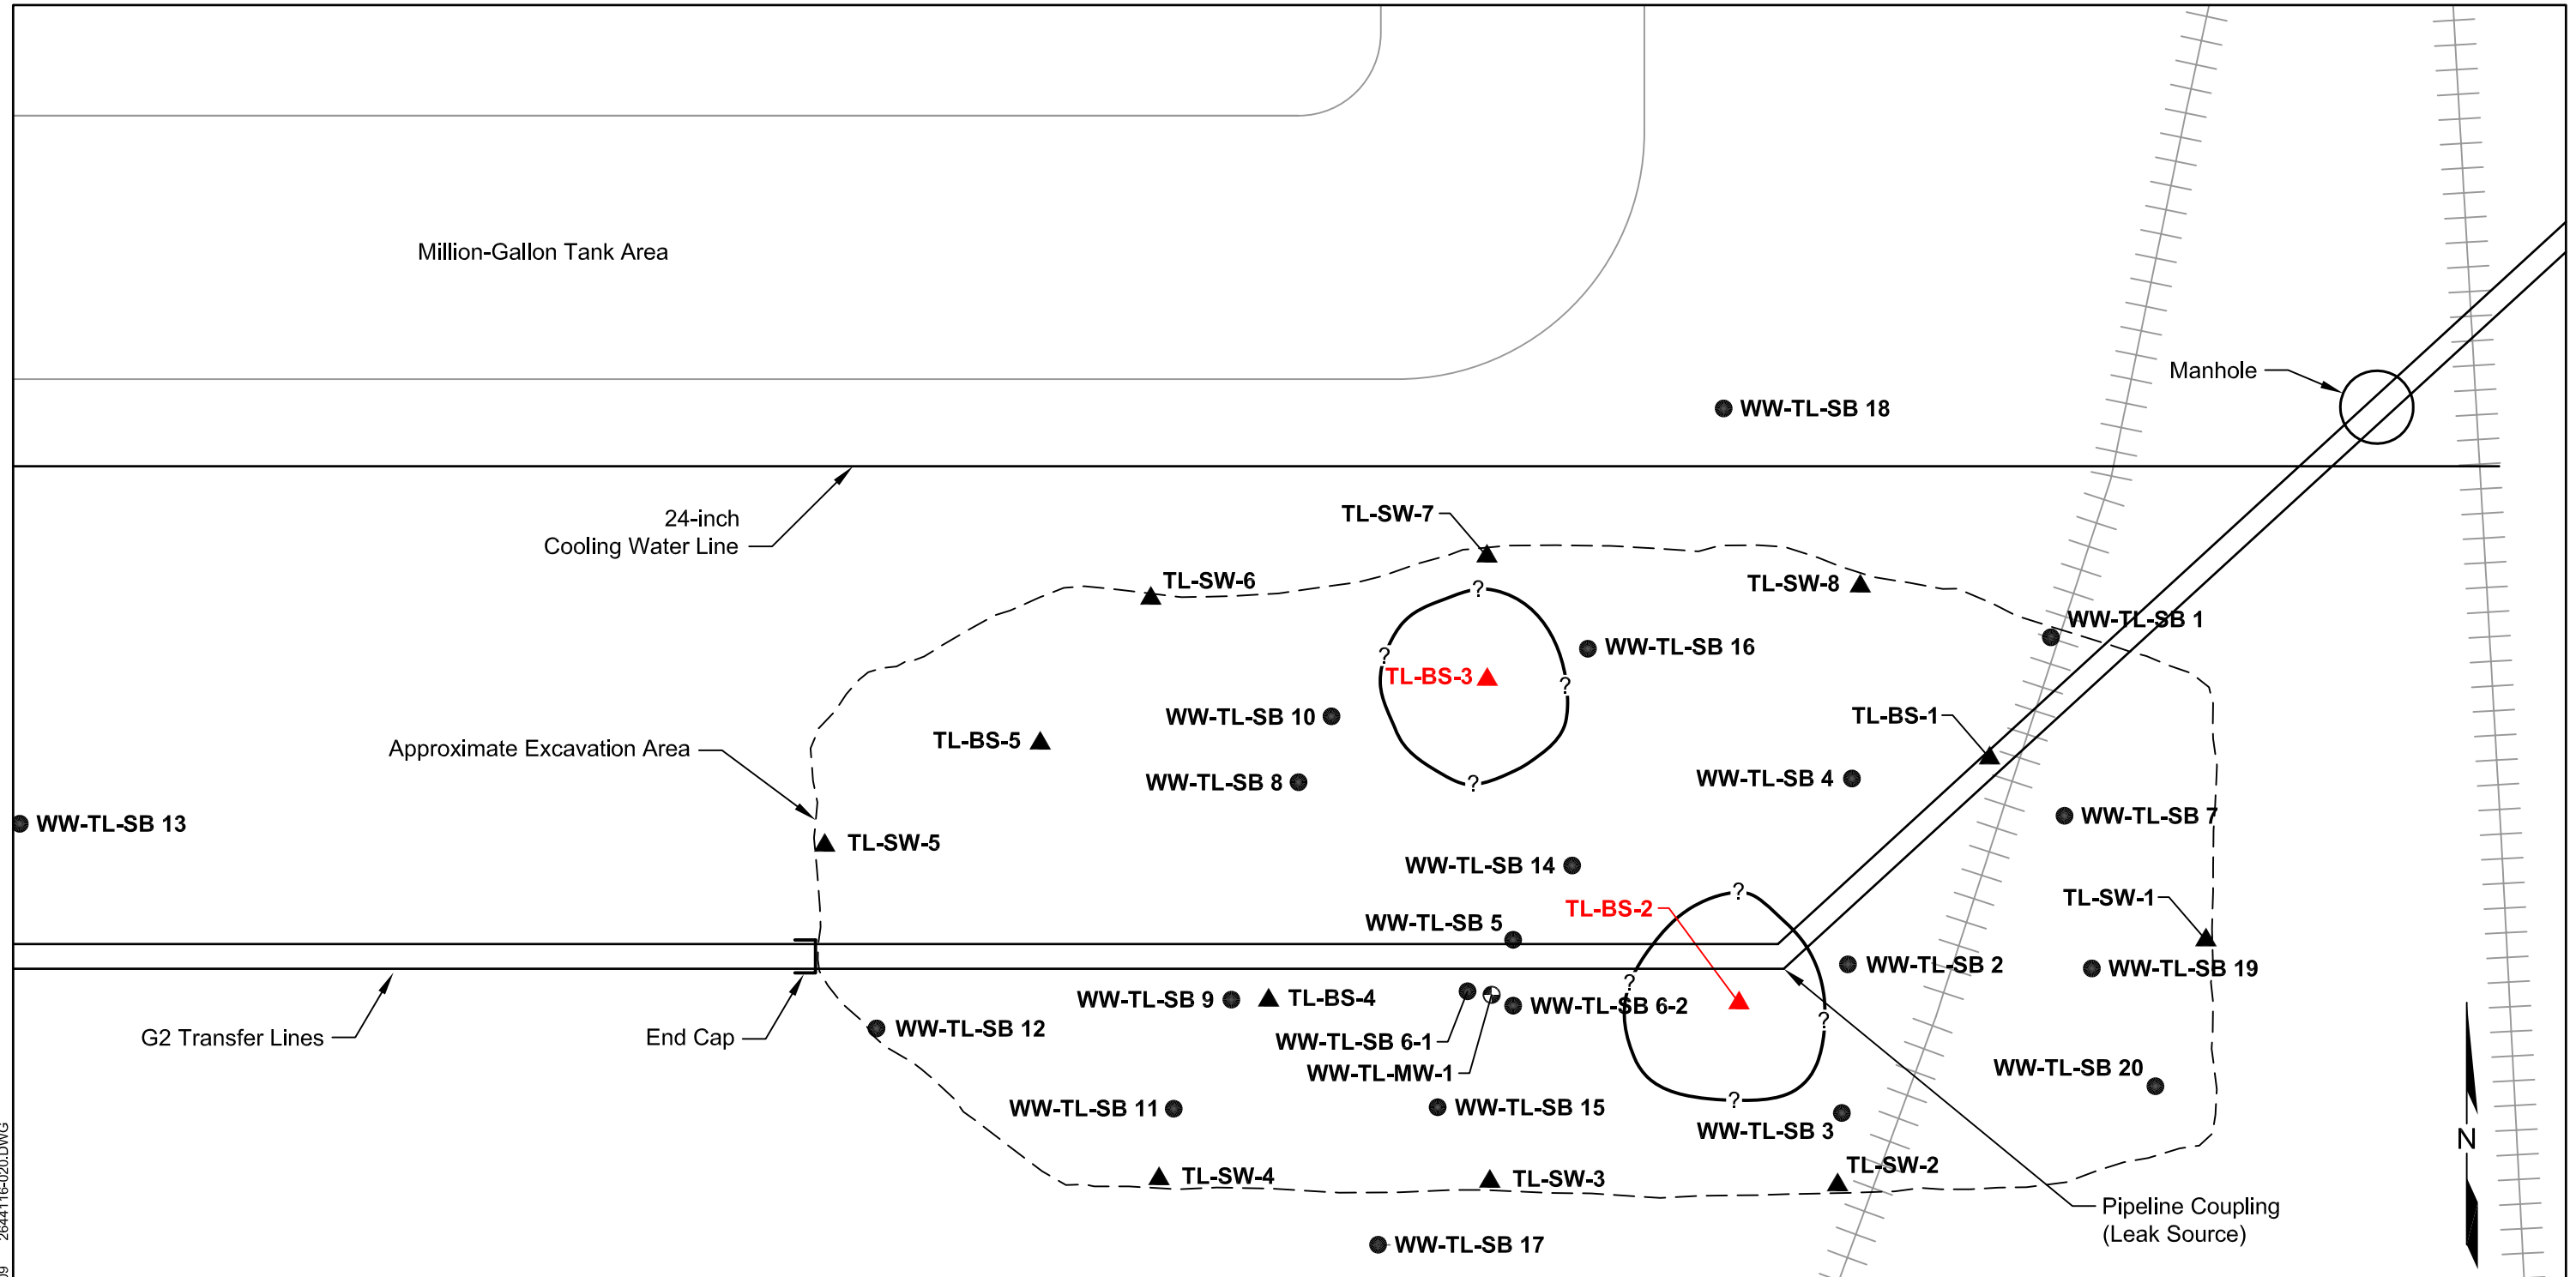 Million-Gallon Tank Area
Manhole
WW-TL-SB 18
24-inch
Cooling Water Line
TL-SW-7
TL-SW-6
TL-SW-8
WW-TL-SB 1
?
WW-TL-SB 16
?
TL-BS-3
?
WW-TL-SB 10
TL-BS-1
TL-BS-5
Approximate Excavation Area
WW-TL-SB 8
?
WW-TL-SB 4
WW-TL-SB 13
WW-TL-SB 7
TL-SW-5
WW-TL-SB 14
?
TL-SW-1
TL-BS-2
WW-TL-SB 5
WW-TL-SB 2
WW-TL-SB 19
?
WW-TL-SB 9
TL-BS-4
WW-TL-SB 6-2
?
WW-TL-SB 12
G2 Transfer Lines
End Cap
WW-TL-SB 6-1
WW-TL-MW-1
WW-TL-SB 20
?
WW-TL-SB 11
WW-TL-SB 15
WW-TL-SB 3
N
TL-SW-4
TL-SW-3
TL-SW-2
Pipeline Coupling
(Leak Source)
WW-TL-SB 17
2644116-020.DWG